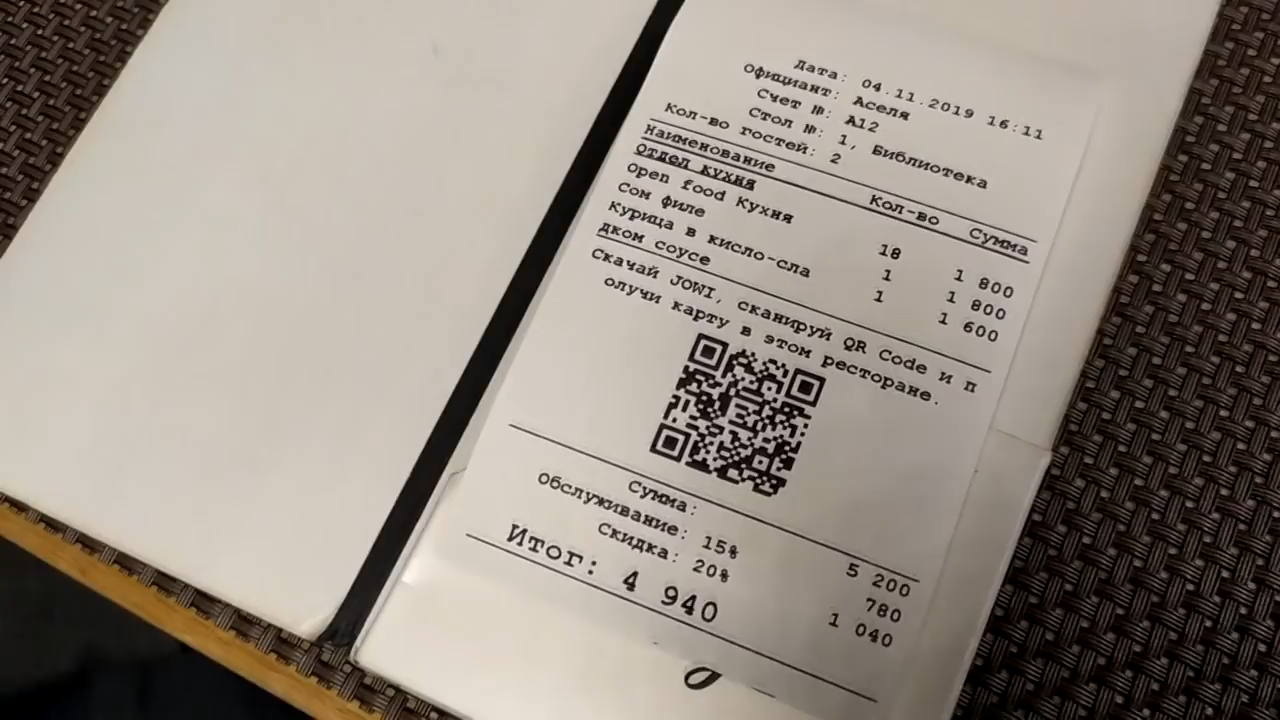 Дата: 04.11.2019 16:11
Официант: Аселя
Счет №: A12
Стол №: 1, Библиотека
Кол-во гостей: 2
Наименование Кол-во Сумма
Отдел кухня
Open food Кухня 18 1 800
Сом филе 1 1 800
Курица в кисло-сла 1 1 600
дком соусе
Скачай JOWI, сканируй QR Code и п
олучи карту в этом ресторане.
Сумма: 5 200
Обслуживание: 15% 780
Скидка: 20% 1 040
Итог: 4 940